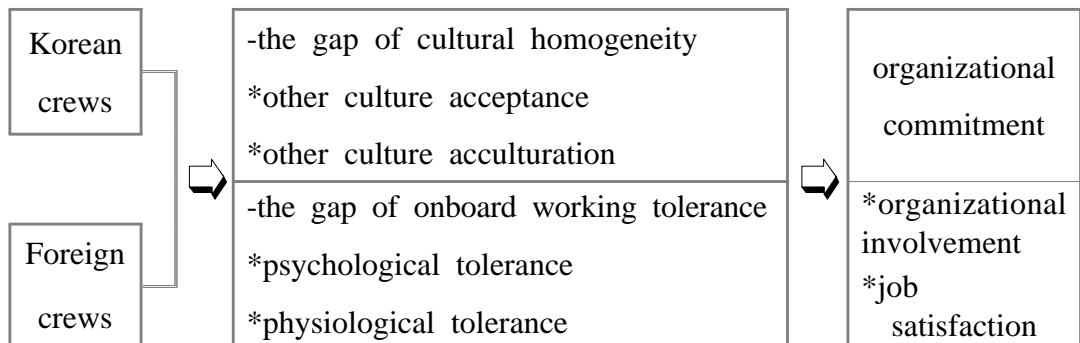 Korean
crews
Foreign
crews
-the gap of cultural homogeneity
*other culture acceptance
*other culture acculturation
-the gap of onboard working tolerance
*psychological tolerance
*physiological tolerance
organizational
commitment
*organizational
involvement
*job
satisfaction